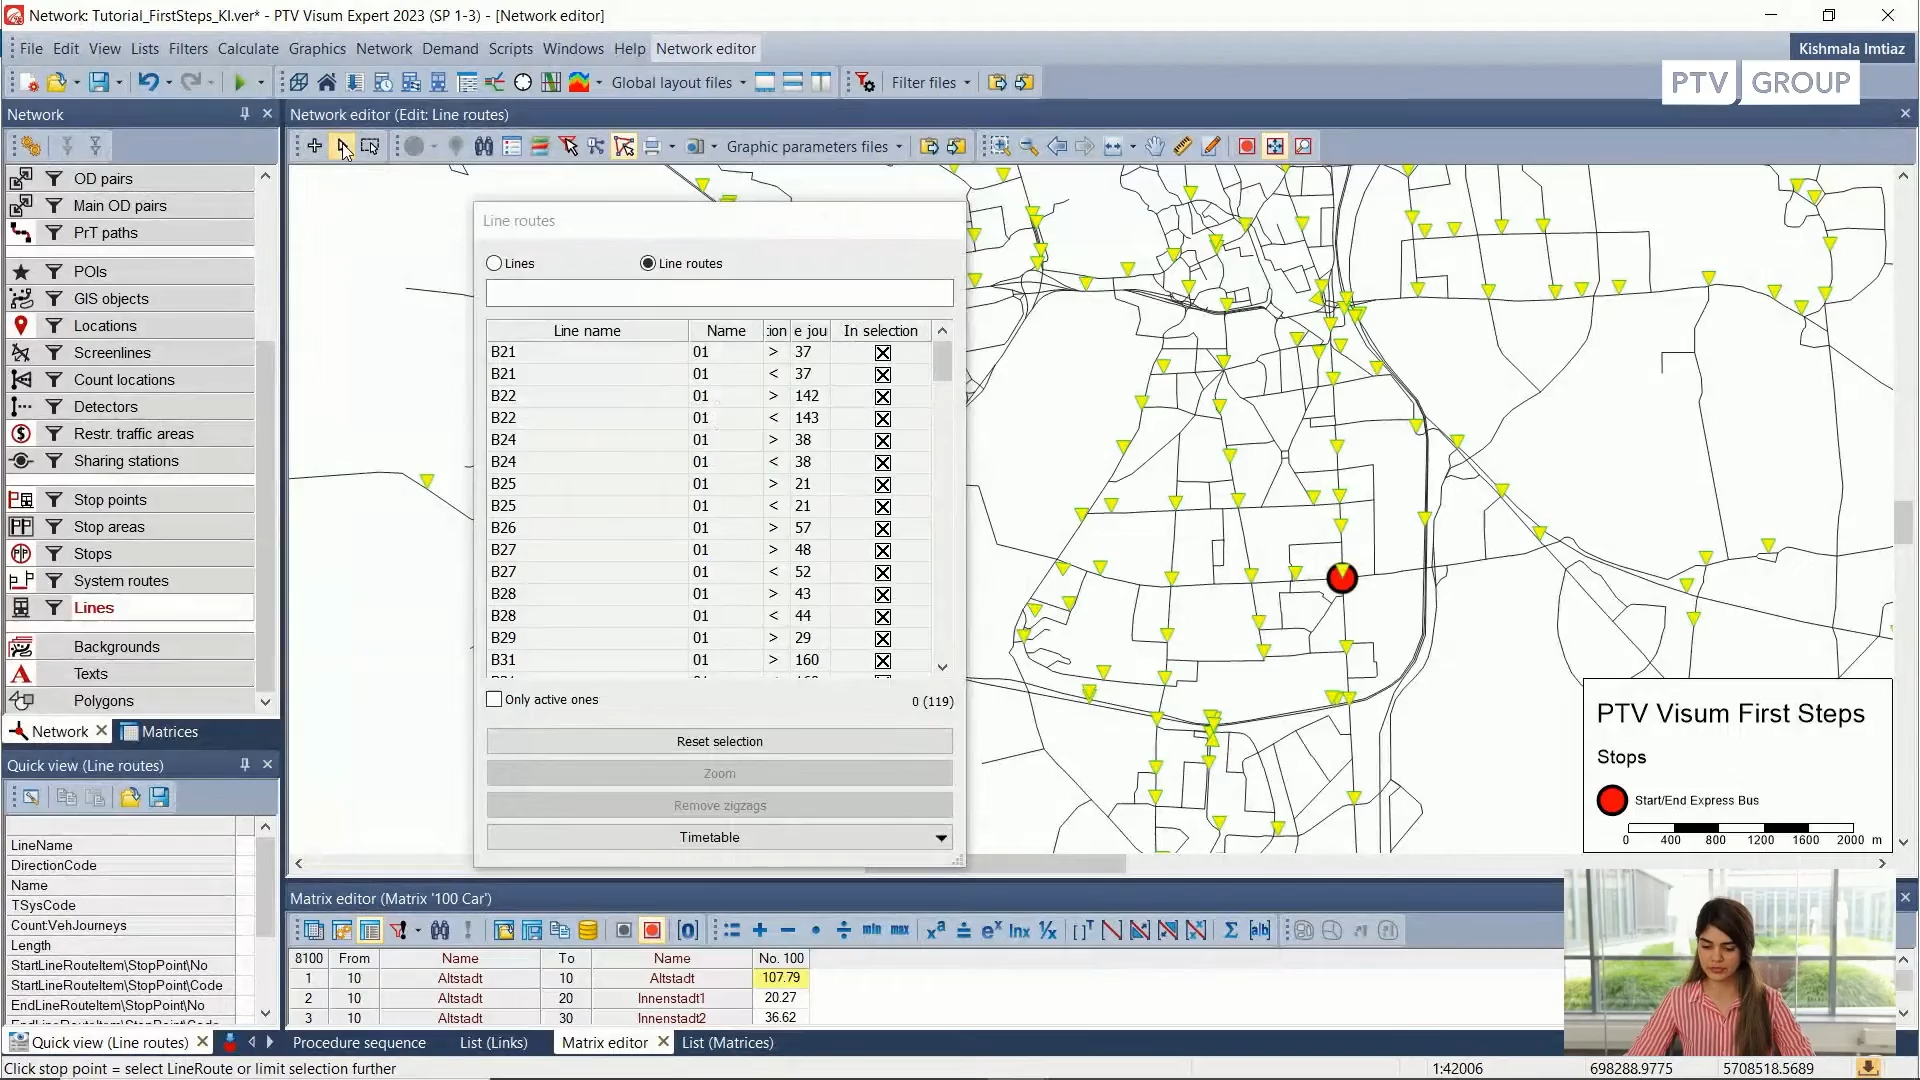 Network: Tutorial_FirstSteps_KI.ver* - PTV Visum Expert 2023 (SP 1-3) - [Network editor]
File Edit View Lists Filters Calculate Graphics Network Demand Scripts Windows Help Network editor
Kishmala Imtiaz
Global layout files
Filter files
PTV GROUP
Network
Network editor (Edit: Line routes)
Graphic parameters files
OD pairs
Main OD pairs
PrT paths
POIs
GIS objects
Locations
Screenlines
Count locations
Detectors
Restr. traffic areas
Sharing stations
Stop points
Stop areas
Stops
System routes
Lines
Backgrounds
Texts
Polygons
Network
Matrices
Line routes
Lines
Line routes
Line name Name :ion e jou In selection
B21 01 > 37
B21 01 < 37
B22 01 > 142
B22 01 < 143
B24 01 > 38
B24 01 < 38
B25 01 > 21
B25 01 < 21
B26 01 > 57
B27 01 > 48
B27 01 < 52
B28 01 > 43
B28 01 < 44
B29 01 > 29
B31 01 > 160
Only active ones
0 (119)
Reset selection
Zoom
Remove zigzags
Timetable
PTV Visum First Steps
Stops
Start/End Express Bus
0 400 800 1200 1600 2000 m
Quick view (Line routes)
LineName
DirectionCode
Name
TSysCode
Count:VehJourneys
Length
StartLineRouteItem\StopPoint\No
StartLineRouteItem\StopPoint\Code
EndLineRouteItem\StopPoint\No
EndLineRouteItem\StopPoint\Code
Quick view (Line routes)
Matrix editor (Matrix '100 Car')
min max
8100 From Name To Name No. 100
1 10 Altstadt 10 Altstadt 107.79
2 10 Altstadt 20 Innenstadt1 20.27
3 10 Altstadt 30 Innenstadt2 36.62
Procedure sequence
List (Links)
Matrix editor
List (Matrices)
Click stop point = select LineRoute or limit selection further
1:42006
698288.9775
5708518.5689